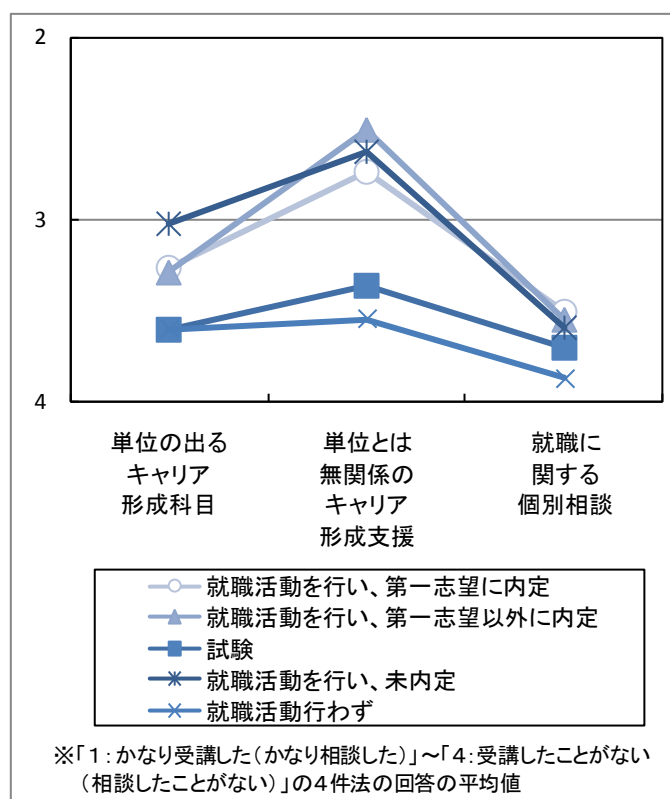 2
3
4
単位の出る
キャリア
形成科目
単位とは
無関係の
キャリア
形成支援
就職に
関する
個別相談
就職活動を行い、第一志望に内定
就職活動を行い、第一志望以外に内定
試験
就職活動を行い、未内定
就職活動行わず
※「1:かなり受講した(かなり相談した)」~「4:受講したことがない
(相談したことがない)」の4件法の回答の平均値